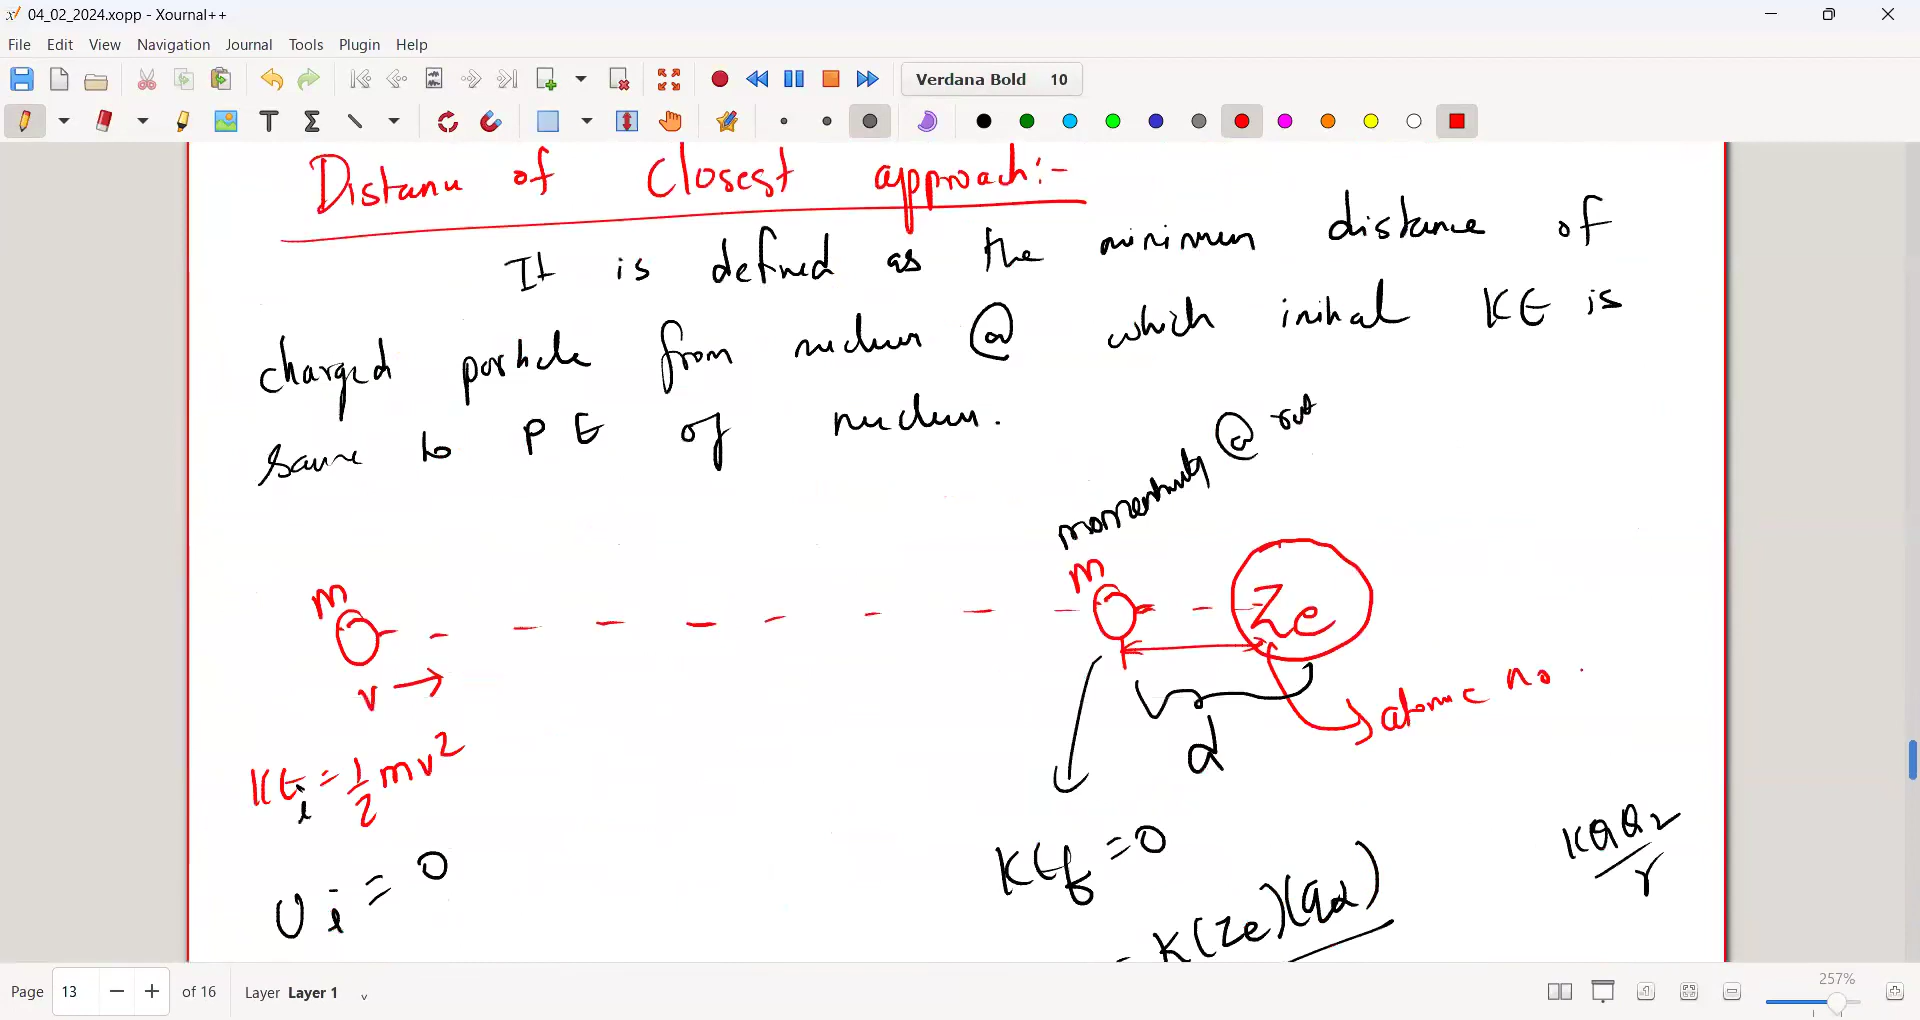 04_02_2024.xopp - Xournal++
File Edit View Navigation Journal Tools Plugin Help
Verdana Bold 10
Distance of closest approach:-
It is defined as the minimum distance of
charged particle from nucleus @ which initial KE is
same to PE of nucleus.
momentarily @ rest
m
m
Ze
v →
atomic no.
d
KEi = 1/2 mv²
KEf = 0
KQQ2/r
Ui = 0
= K(Ze)(qα)
Page 13 of 16 Layer Layer 1
257%